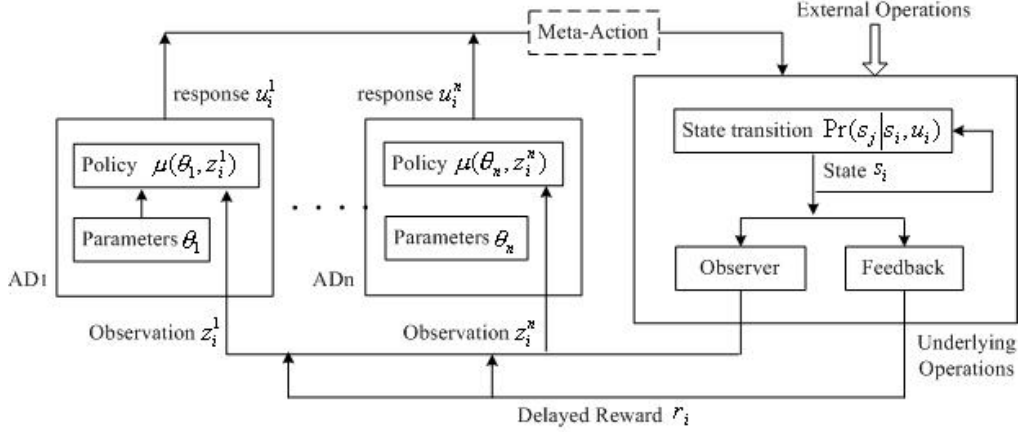 External Operations
Meta-Action
response u_i^1
response u_i^n
State transition Pr(s_j|s_i, u_i)
Policy μ(θ_1, z_i^1)
Policy μ(θ_n, z_i^n)
State s_i
. . . .
Parameters θ_1
Parameters θ_n
Observer
Feedback
AD1
ADn
Observation z_i^1
Observation z_i^n
Underlying
Operations
Delayed Reward r_i